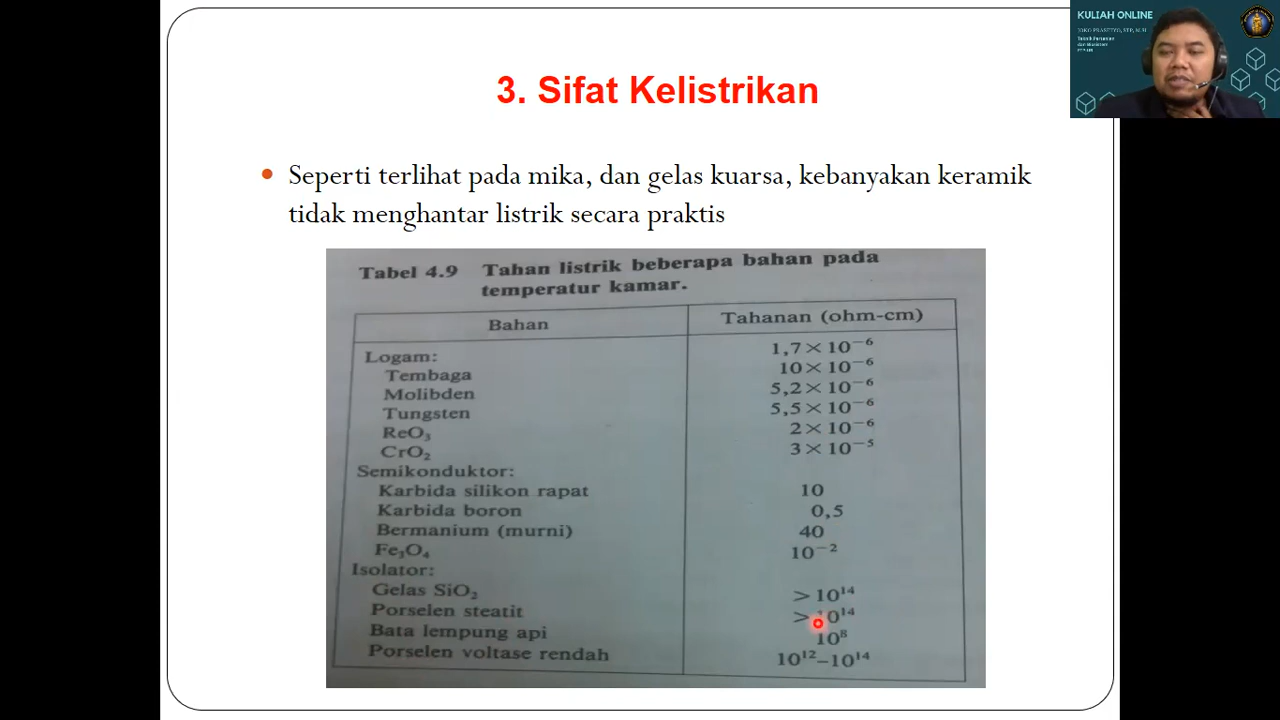 KULIAH ONLINE
JOKO PRASETYO, STP, M.Si
3. Sifat Kelistrikan
Seperti terlihat pada mika, dan gelas kuarsa, kebanyakan keramik
tidak menghantar listrik secara praktis
Tabel 4.9 Tahan listrik beberapa bahan pada
temperatur kamar.
Bahan Tahanan (ohm-cm)
Logam: 1,7×10⁻⁶
Tembaga 10×10⁻⁶
Molibden 5,2×10⁻⁶
Tungsten 5,5×10⁻⁶
ReO₃ 2×10⁻⁶
CrO₂ 3×10⁻⁵
Semikonduktor:
Karbida silikon rapat 10
Karbida boron 0,5
Bermanium (murni) 40
Fe₃O₄ 10⁻²
Isolator:
Gelas SiO₂ >10¹⁴
Porselen steatit >10¹⁴
Bata lempung api 10⁸
Porselen voltase rendah 10¹²–10¹⁴